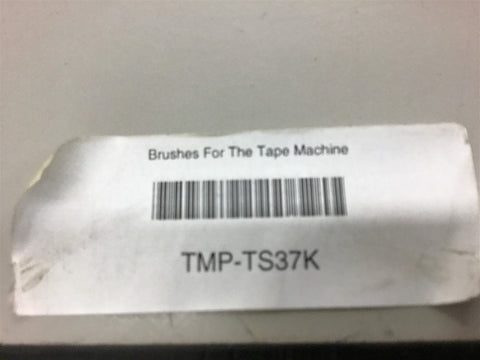 Brushes For The Tape Machine
TMP-TS37K